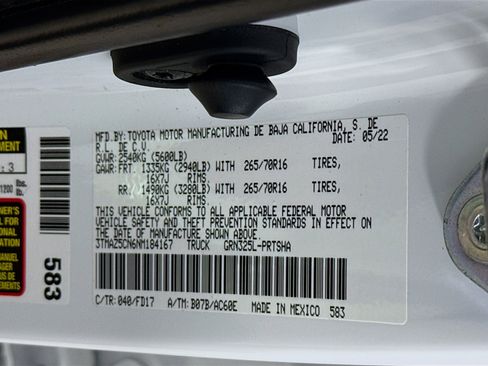 MFD.BY: TOYOTA MOTOR MANUFACTURING DE BAJA CALIFORNIA, S. DE
R.L. DE C.V. DATE: 05/22
GVWR: 2540KG (5600LB)
GAWR: FRT. 1335KG (2940LB) WITH 265/70R16 TIRES,
16X7J RIMS.
RR. 1490KG (3280LB) WITH 265/70R16 TIRES,
16X7J RIMS.
THIS VEHICLE CONFORMS TO ALL APPLICABLE FEDERAL MOTOR
VEHICLE SAFETY AND THEFT PREVENTION STANDARDS IN EFFECT ON
THE DATE OF MANUFACTURE SHOWN ABOVE.
3TMAZ5CN6NM184167 TRUCK GRN325L-PRTSHA
C/TR: 040/FD17 A/TM: B07B/AC60E MADE IN MEXICO 583
583
: 3
1200 lbs.